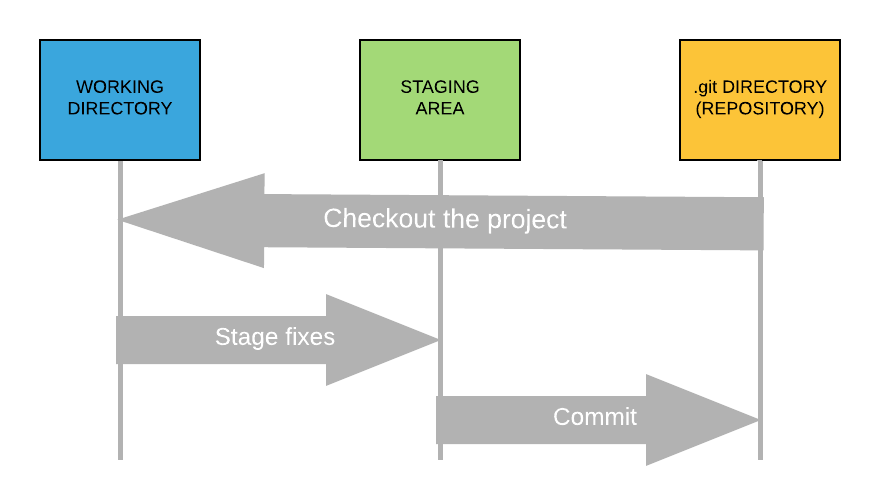 WORKING
DIRECTORY
STAGING
AREA
.git DIRECTORY
(REPOSITORY)
Checkout the project
Stage fixes
Commit